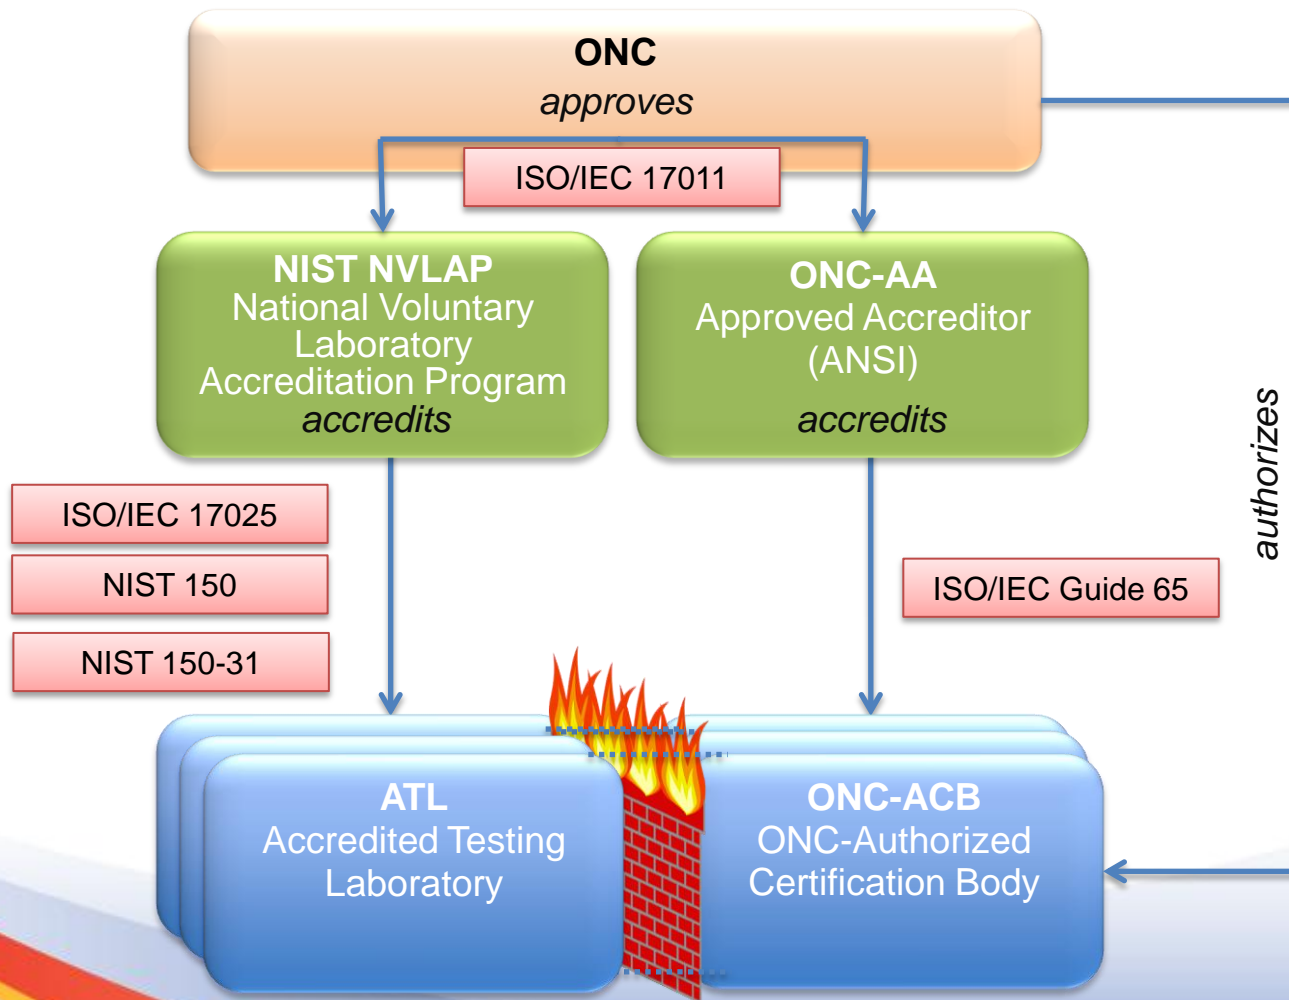 ONC
approves
ISO/IEC 17011
NIST NVLAP
National Voluntary
Laboratory
Accreditation Program
accredits
ONC-AA
Approved Accreditor
(ANSI)
accredits
authorizes
ISO/IEC 17025
NIST 150
NIST 150-31
ISO/IEC Guide 65
ATL
Accredited Testing
Laboratory
ONC-ACB
ONC-Authorized
Certification Body